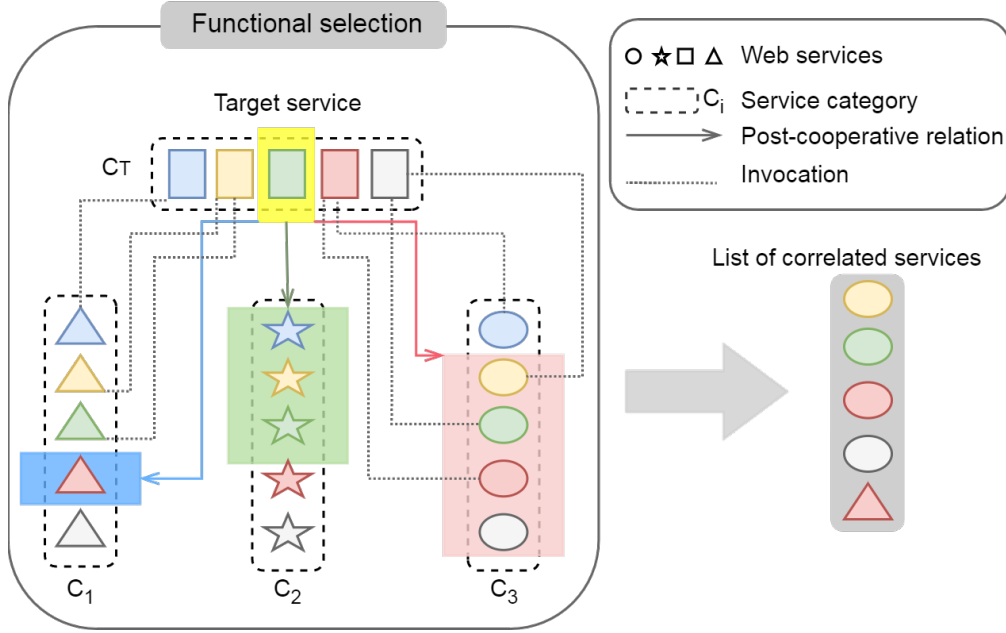 Functional selection
Target service
CT
C1
C2
C3
Web services
Ci Service category
Post-cooperative relation
Invocation
List of correlated services